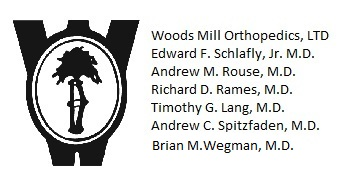 Woods Mill Orthopedics, LTD
Edward F. Schlafly, Jr. M.D.
Andrew M. Rouse, M.D.
Richard D. Rames, M.D.
Timothy G. Lang, M.D.
Andrew C. Spitzfaden, M.D.
Brian M.Wegman, M.D.